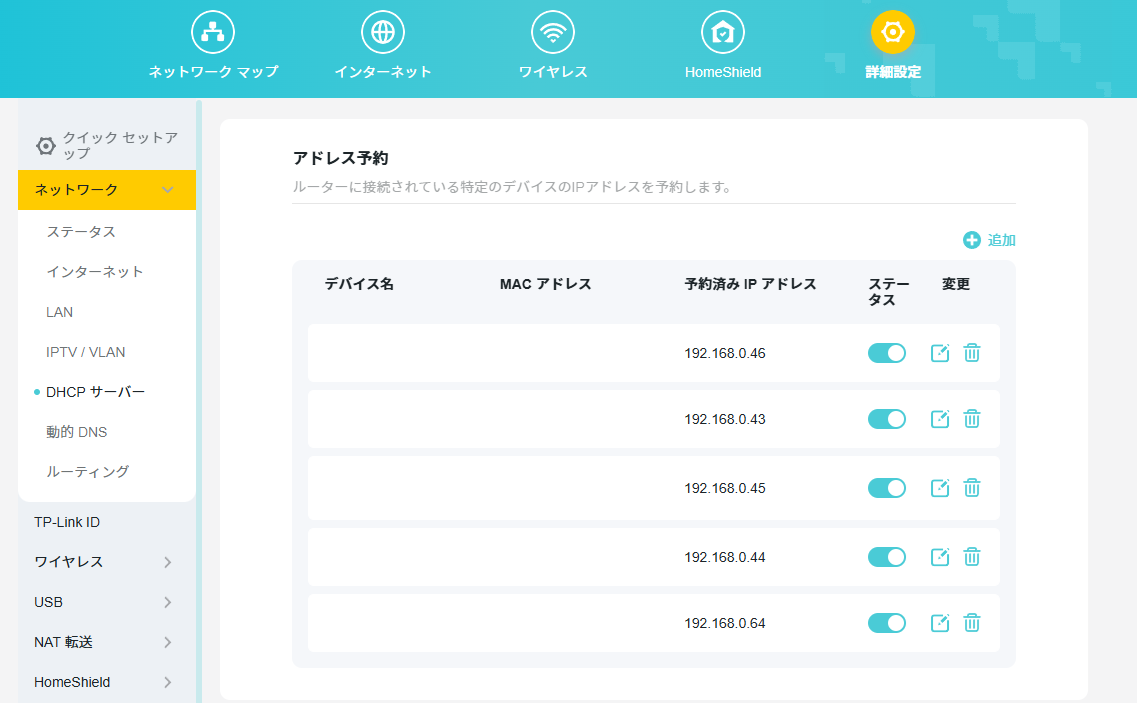 ネットワーク マップ
インターネット
ワイヤレス
HomeShield
詳細設定
クイック セットア
ップ
ネットワーク
ステータス
インターネット
LAN
IPTV / VLAN
DHCP サーバー
動的 DNS
ルーティング
TP-Link ID
ワイヤレス
USB
NAT 転送
HomeShield
アドレス予約
ルーターに接続されている特定のデバイスのIPアドレスを予約します。
追加
デバイス名 MAC アドレス 予約済み IP アドレス ステー 変更
タス
192.168.0.46
192.168.0.43
192.168.0.45
192.168.0.44
192.168.0.64